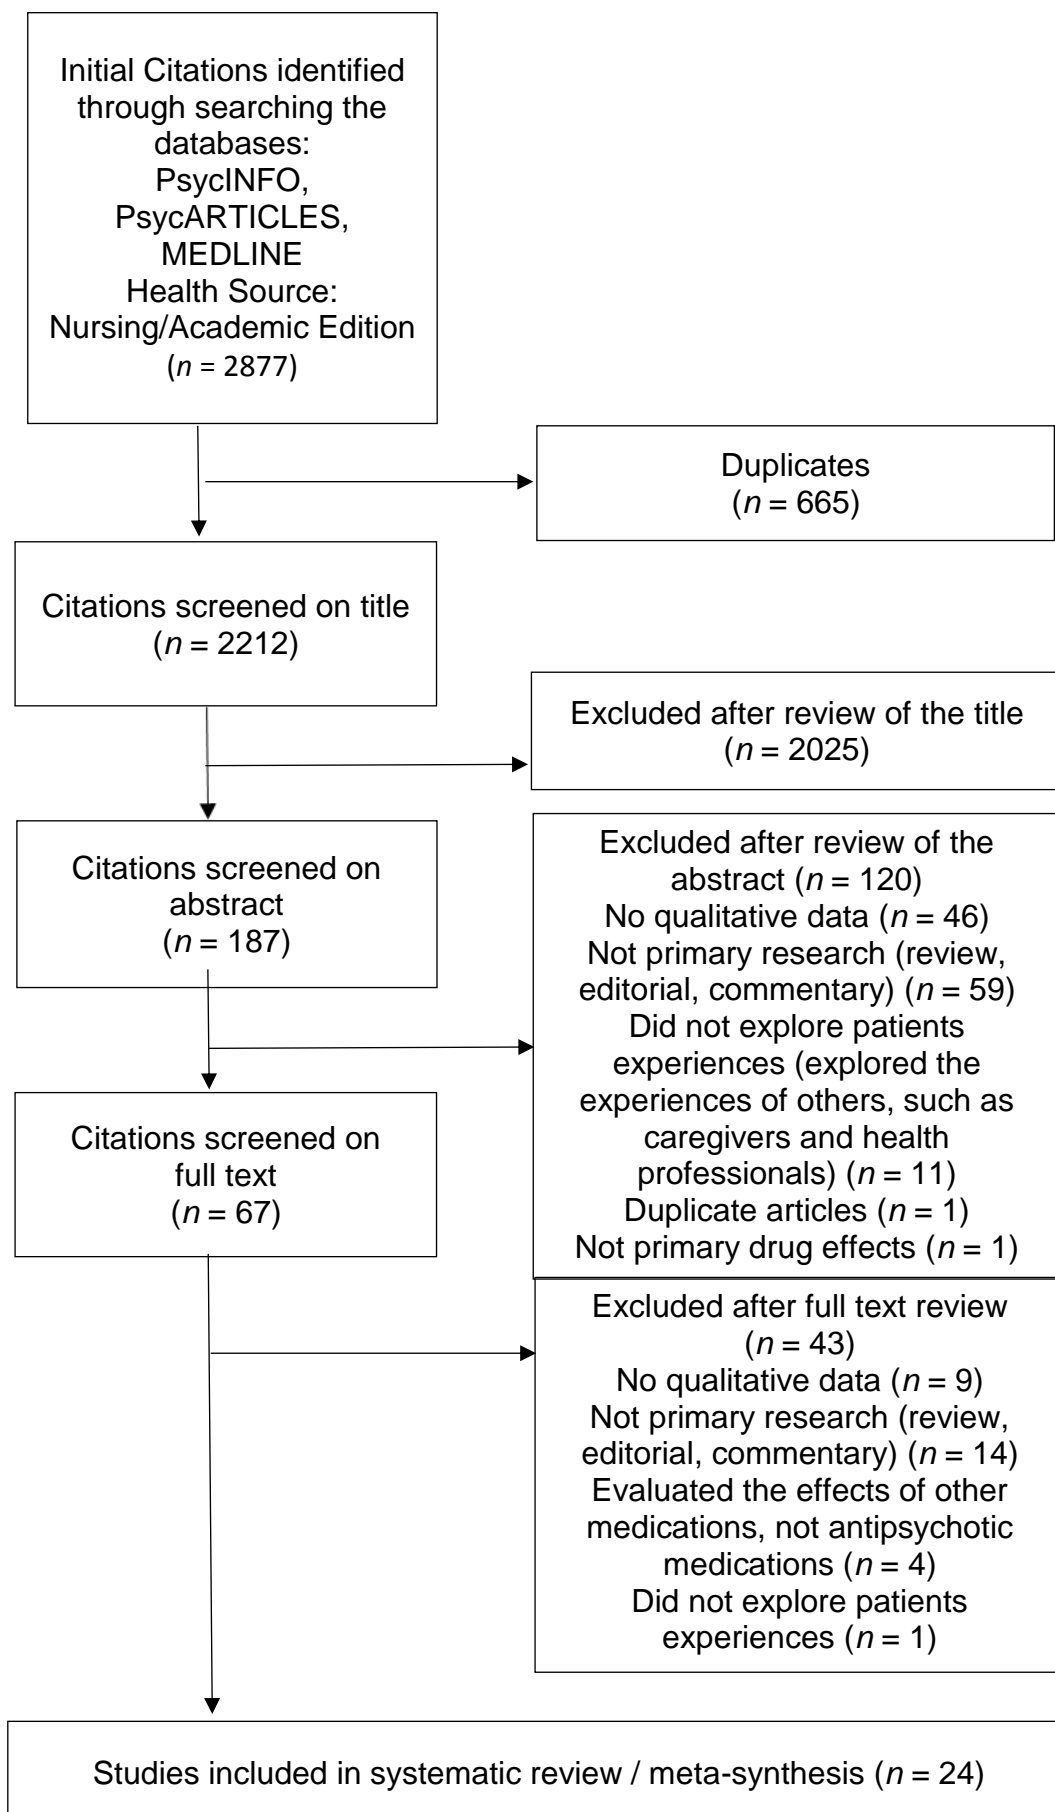 Initial Citations identified
through searching the
databases:
PsycINFO,
PsycARTICLES,
MEDLINE
Health Source:
Nursing/Academic Edition
(n = 2877)
Duplicates
(n = 665)
Citations screened on title
(n = 2212)
Excluded after review of the title
(n = 2025)
Citations screened on
abstract
(n = 187)
Excluded after review of the
abstract (n = 120)
No qualitative data (n = 46)
Not primary research (review,
editorial, commentary) (n = 59)
Did not explore patients
experiences (explored the
experiences of others, such as
caregivers and health
professionals) (n = 11)
Duplicate articles (n = 1)
Not primary drug effects (n = 1)
Citations screened on
full text
(n = 67)
Excluded after full text review
(n = 43)
No qualitative data (n = 9)
Not primary research (review,
editorial, commentary) (n = 14)
Evaluated the effects of other
medications, not antipsychotic
medications (n = 4)
Did not explore patients
experiences (n = 1)
Studies included in systematic review / meta-synthesis (n = 24)